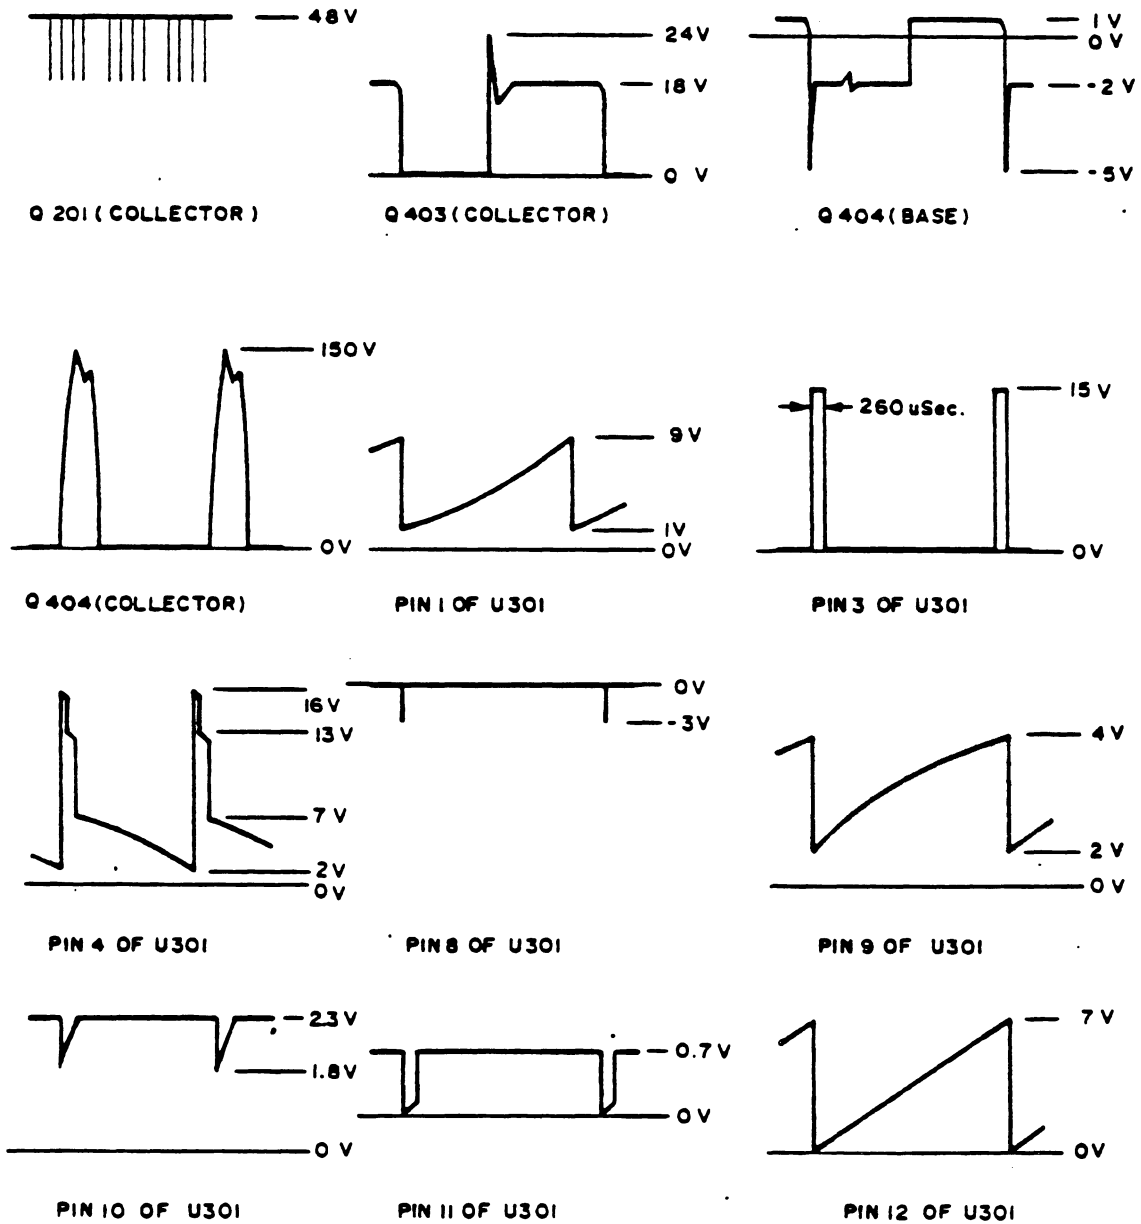 48V
Q 201 (COLLECTOR)
24V
18 V
0 V
Q 403 (COLLECTOR)
1 V
0 V
-2 V
-5V
Q 404 (BASE)
150 V
0 V
Q 404 (COLLECTOR)
9 V
1V
0V
PIN 1 OF U301
260 uSec.
15 V
0V
PIN 3 OF U301
16 V
13 V
7 V
2 V
0 V
PIN 4 OF U301
0V
-3V
PIN 8 OF U301
4 V
2 V
0 V
PIN 9 OF U301
2.3 V
1.8 V
0 V
PIN 10 OF U301
0.7 V
0V
PIN 11 OF U301
7 V
0V
PIN 12 OF U301